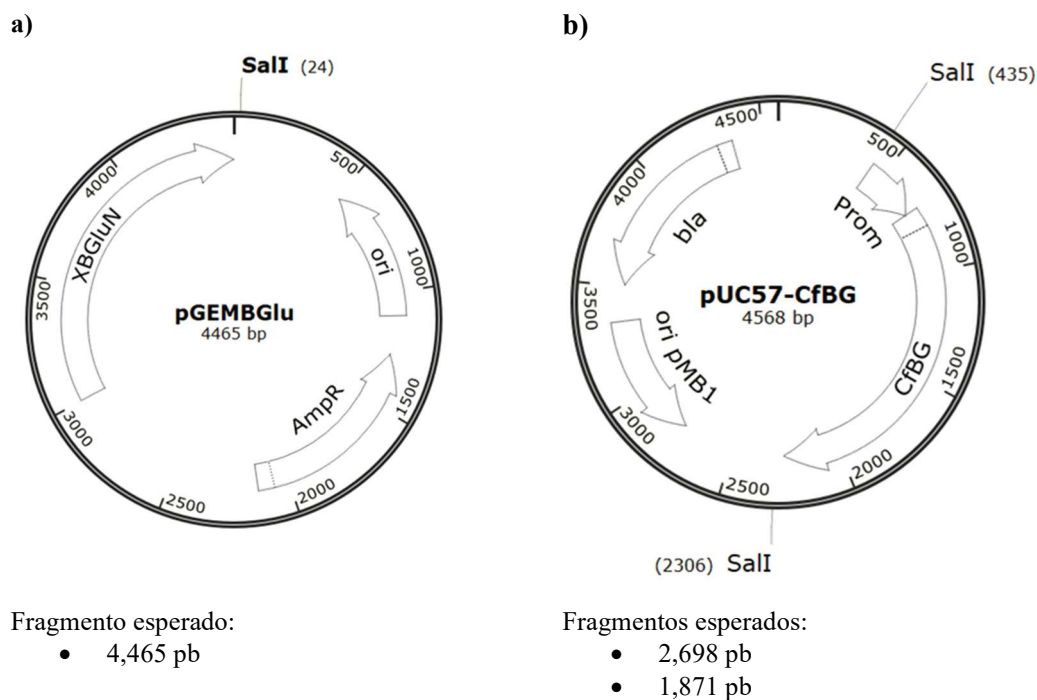 a)
SalI (24)
500
1000
1500
2000
2500
3000
3500
4000
XBGluN
ori
AmpR
pGEMBGlu
4465 bp
Fragmento esperado:
• 4,465 pb
b)
SalI (435)
4500
500
1000
1500
2000
2500
3000
3500
4000
bla
Prom
CfBG
ori pMB1
pUC57-CfBG
4568 bp
(2306) SalI
Fragmentos esperados:
• 2,698 pb
• 1,871 pb